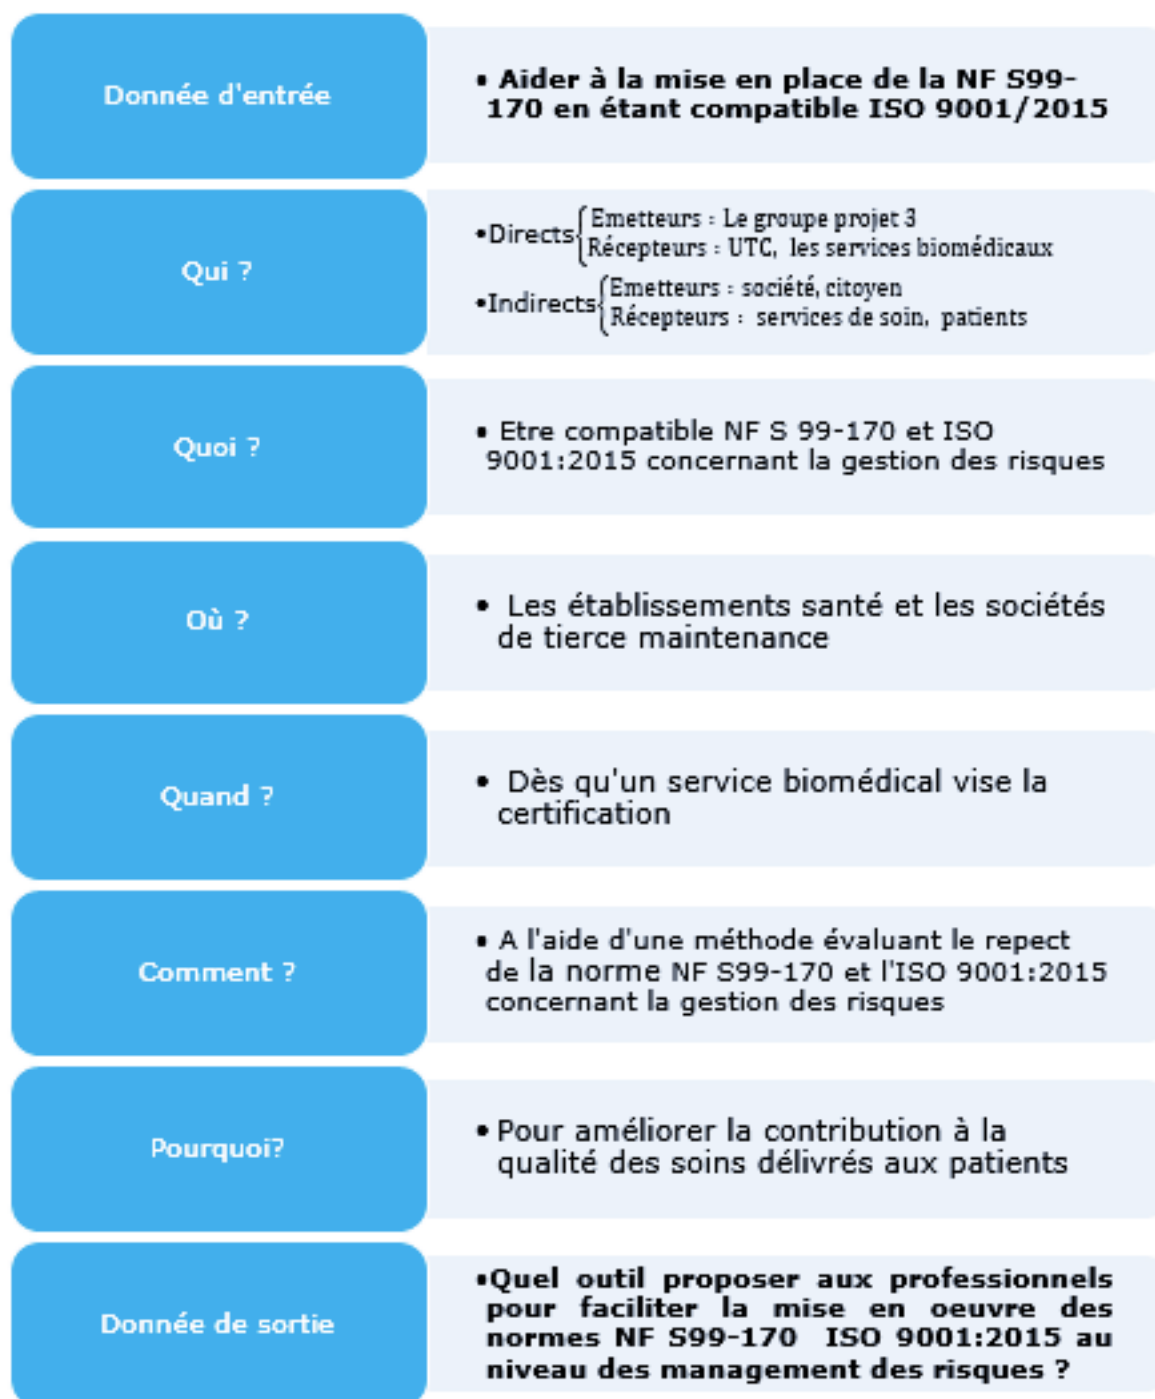 Donnée d'entrée
• Aider à la mise en place de la NF S99-
170 en étant compatible ISO 9001/2015
Qui ?
•Directs{Emetteurs : Le groupe projet 3
Récepteurs : UTC, les services biomédicaux
•Indirects{Emetteurs : société, citoyen
Récepteurs : services de soin, patients
Quoi ?
• Etre compatible NF S 99-170 et ISO
9001:2015 concernant la gestion des risques
Où ?
• Les établissements santé et les sociétés
de tierce maintenance
Quand ?
• Dès qu'un service biomédical vise la
certification
Comment ?
• A l'aide d'une méthode évaluant le repect
de la norme NF S99-170 et l'ISO 9001:2015
concernant la gestion des risques
Pourquoi?
• Pour améliorer la contribution à la
qualité des soins délivrés aux patients
Donnée de sortie
•Quel outil proposer aux professionnels
pour faciliter la mise en oeuvre des
normes NF S99-170 ISO 9001:2015 au
niveau des management des risques ?